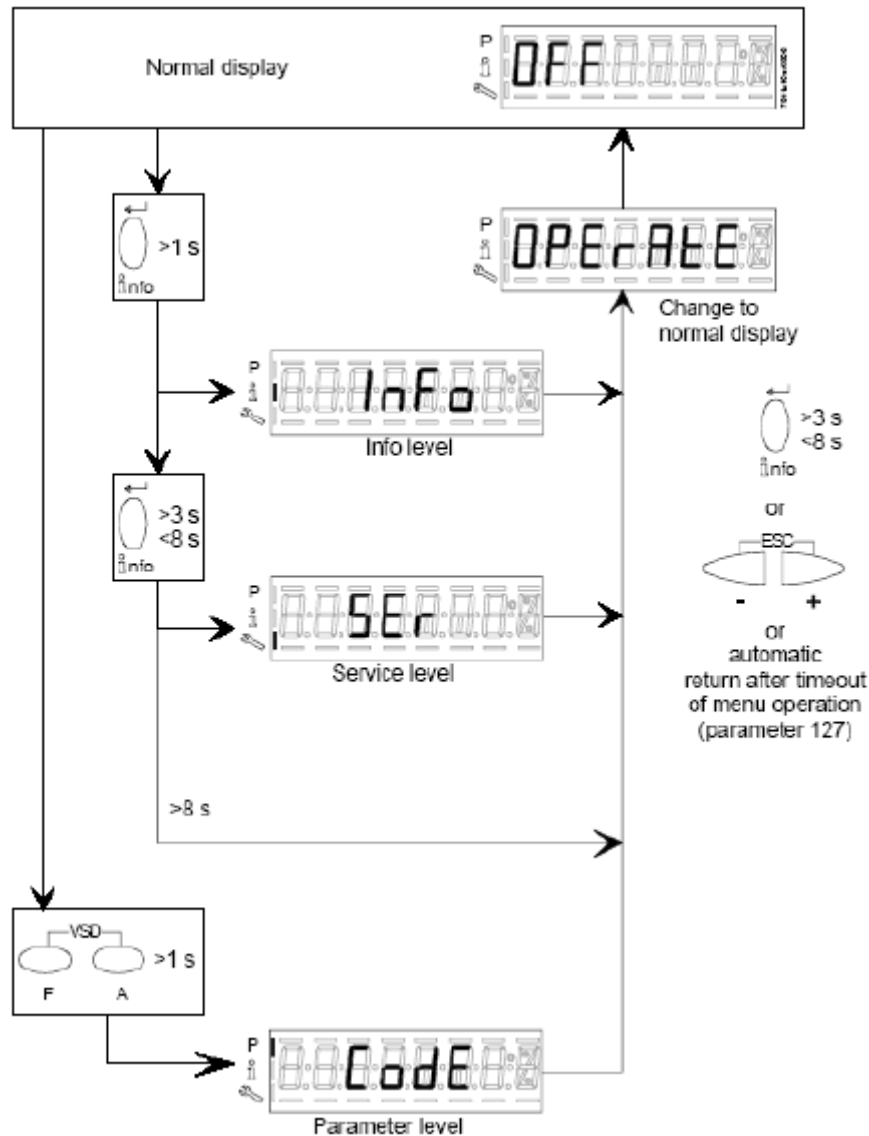 Normal display
P
OFF
>1 s
info
P
OPErAtE
Change to
normal display
P
InFo
Info level
>3 s
<8 s
info
>3 s
<8 s
info
or
ESC
- +
or
automatic
return after timeout
of menu operation
(parameter 127)
P
SEr
Service level
>8 s
VSD
>1 s
F A
P
CodE
Parameter level